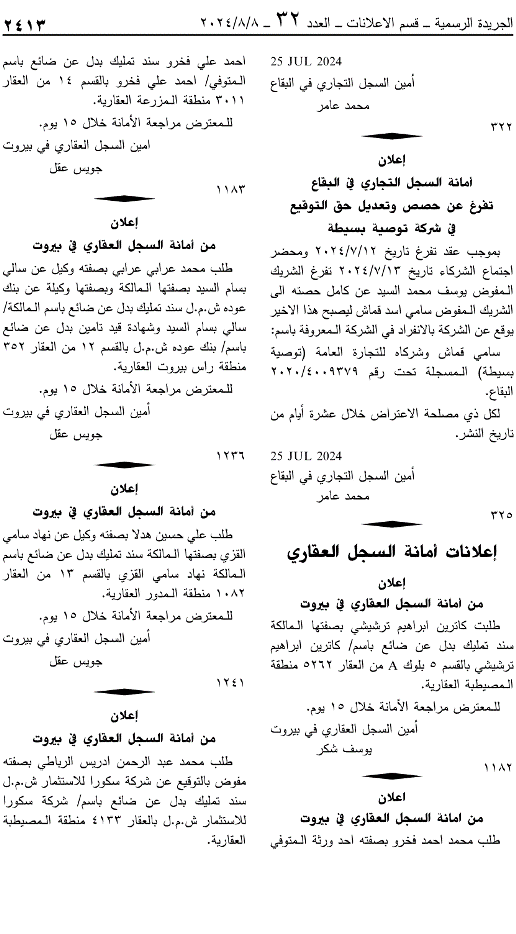 الجريدة الرسمية ــ قسم الاعلانات ــ العدد ٣٢ ــ ٢٠٢٤/٨/٨
٢٤١٣
25 JUL 2024
أمين السجل التجاري في البقاع
محمد عامر
٣٢٢
إعلان
أمانة السجل التجاري في البقاع
تفرغ عن حصص وتعديل حق التوقيع
في شركة توصية بسيطة
بموجب عقد تفرغ تاريخ ٢٠٢٤/٧/١٢ ومحضر
اجتماع الشركاء تاريخ ٢٠٢٤/٧/١٣ تفرغ الشريك
المفوض يوسف محمد السيد عن كامل حصته الى
الشريك المفوض سامي اسد قماش ليصبح هذا الاخير
يوقع عن الشركة بالانفراد في الشركة المعروفة باسم:
سامي قماش وشركاه للتجارة العامة (توصية
بسيطة) المسجلة تحت رقم ٢٠٢٠/٤٠٠٩٣٧٩
البقاع.
لكل ذي مصلحة الاعتراض خلال عشرة أيام من
تاريخ النشر.
25 JUL 2024
أمين السجل التجاري في البقاع
محمد عامر
٣٢٥
إعلانات أمانة السجل العقاري
إعلان
من أمانة السجل العقاري في بيروت
طلبت كاترين ابراهيم ترشيشي بصفتها المالكة
سند تمليك بدل عن ضائع باسم/ كاترين ابراهيم
ترشيشي بالقسم ٥ بلوك A من العقار ٥٢٦٢ منطقة
المصيطبة العقارية.
للمعترض مراجعة الأمانة خلال ١٥ يوم.
أمين السجل العقاري في بيروت
يوسف شكر
١١٨٢
اعلان
من امانة السجل العقاري في بيروت
طلب محمد احمد فخرو بصفته احد ورثة المتوفي
احمد علي فخرو سند تمليك بدل عن ضائع باسم
المتوفي/ احمد علي فخرو بالقسم ١٤ من العقار
٣٠١١ منطقة المزرعة العقارية.
للمعترض مراجعة الأمانة خلال ١٥ يوم.
امين السجل العقاري في بيروت
جويس عقل
١١٨٣
إعلان
من أمانة السجل العقاري في بيروت
طلب محمد عرابي عرابي بصفته وكيل عن سالي
بسام السيد بصفتها المالكة وبصفتها وكيلة عن بنك
عوده ش.م.ل سند تمليك بدل عن ضائع باسم المالكة/
سالي بسام السيد وشهادة قيد تامين بدل عن ضائع
باسم/ بنك عوده ش.م.ل بالقسم ١٢ من العقار ٣٥٢
منطقة راس بيروت العقارية.
للمعترض مراجعة الأمانة خلال ١٥ يوم.
أمين السجل العقاري في بيروت
جويس عقل
١٢٣٦
إعلان
من أمانة السجل العقاري في بيروت
طلب علي حسين هدلا بصفته وكيل عن نهاد سامي
القزي بصفتها المالكة سند تمليك بدل عن ضائع باسم
المالكة نهاد سامي القزي بالقسم ١٣ من العقار
١٠٨٢ منطقة المدور العقارية.
للمعترض مراجعة الأمانة خلال ١٥ يوم.
أمين السجل العقاري في بيروت
جويس عقل
١٢٤١
إعلان
من أمانة السجل العقاري في بيروت
طلب محمد عبد الرحمن ادريس الرباطي بصفته
مفوض بالتوقيع عن شركة سكورا للاستثمار ش.م.ل
سند تمليك بدل عن ضائع باسم/ شركة سكورا
للاستثمار ش.م.ل بالعقار ٤١٣٣ منطقة المصيطبة
العقارية.